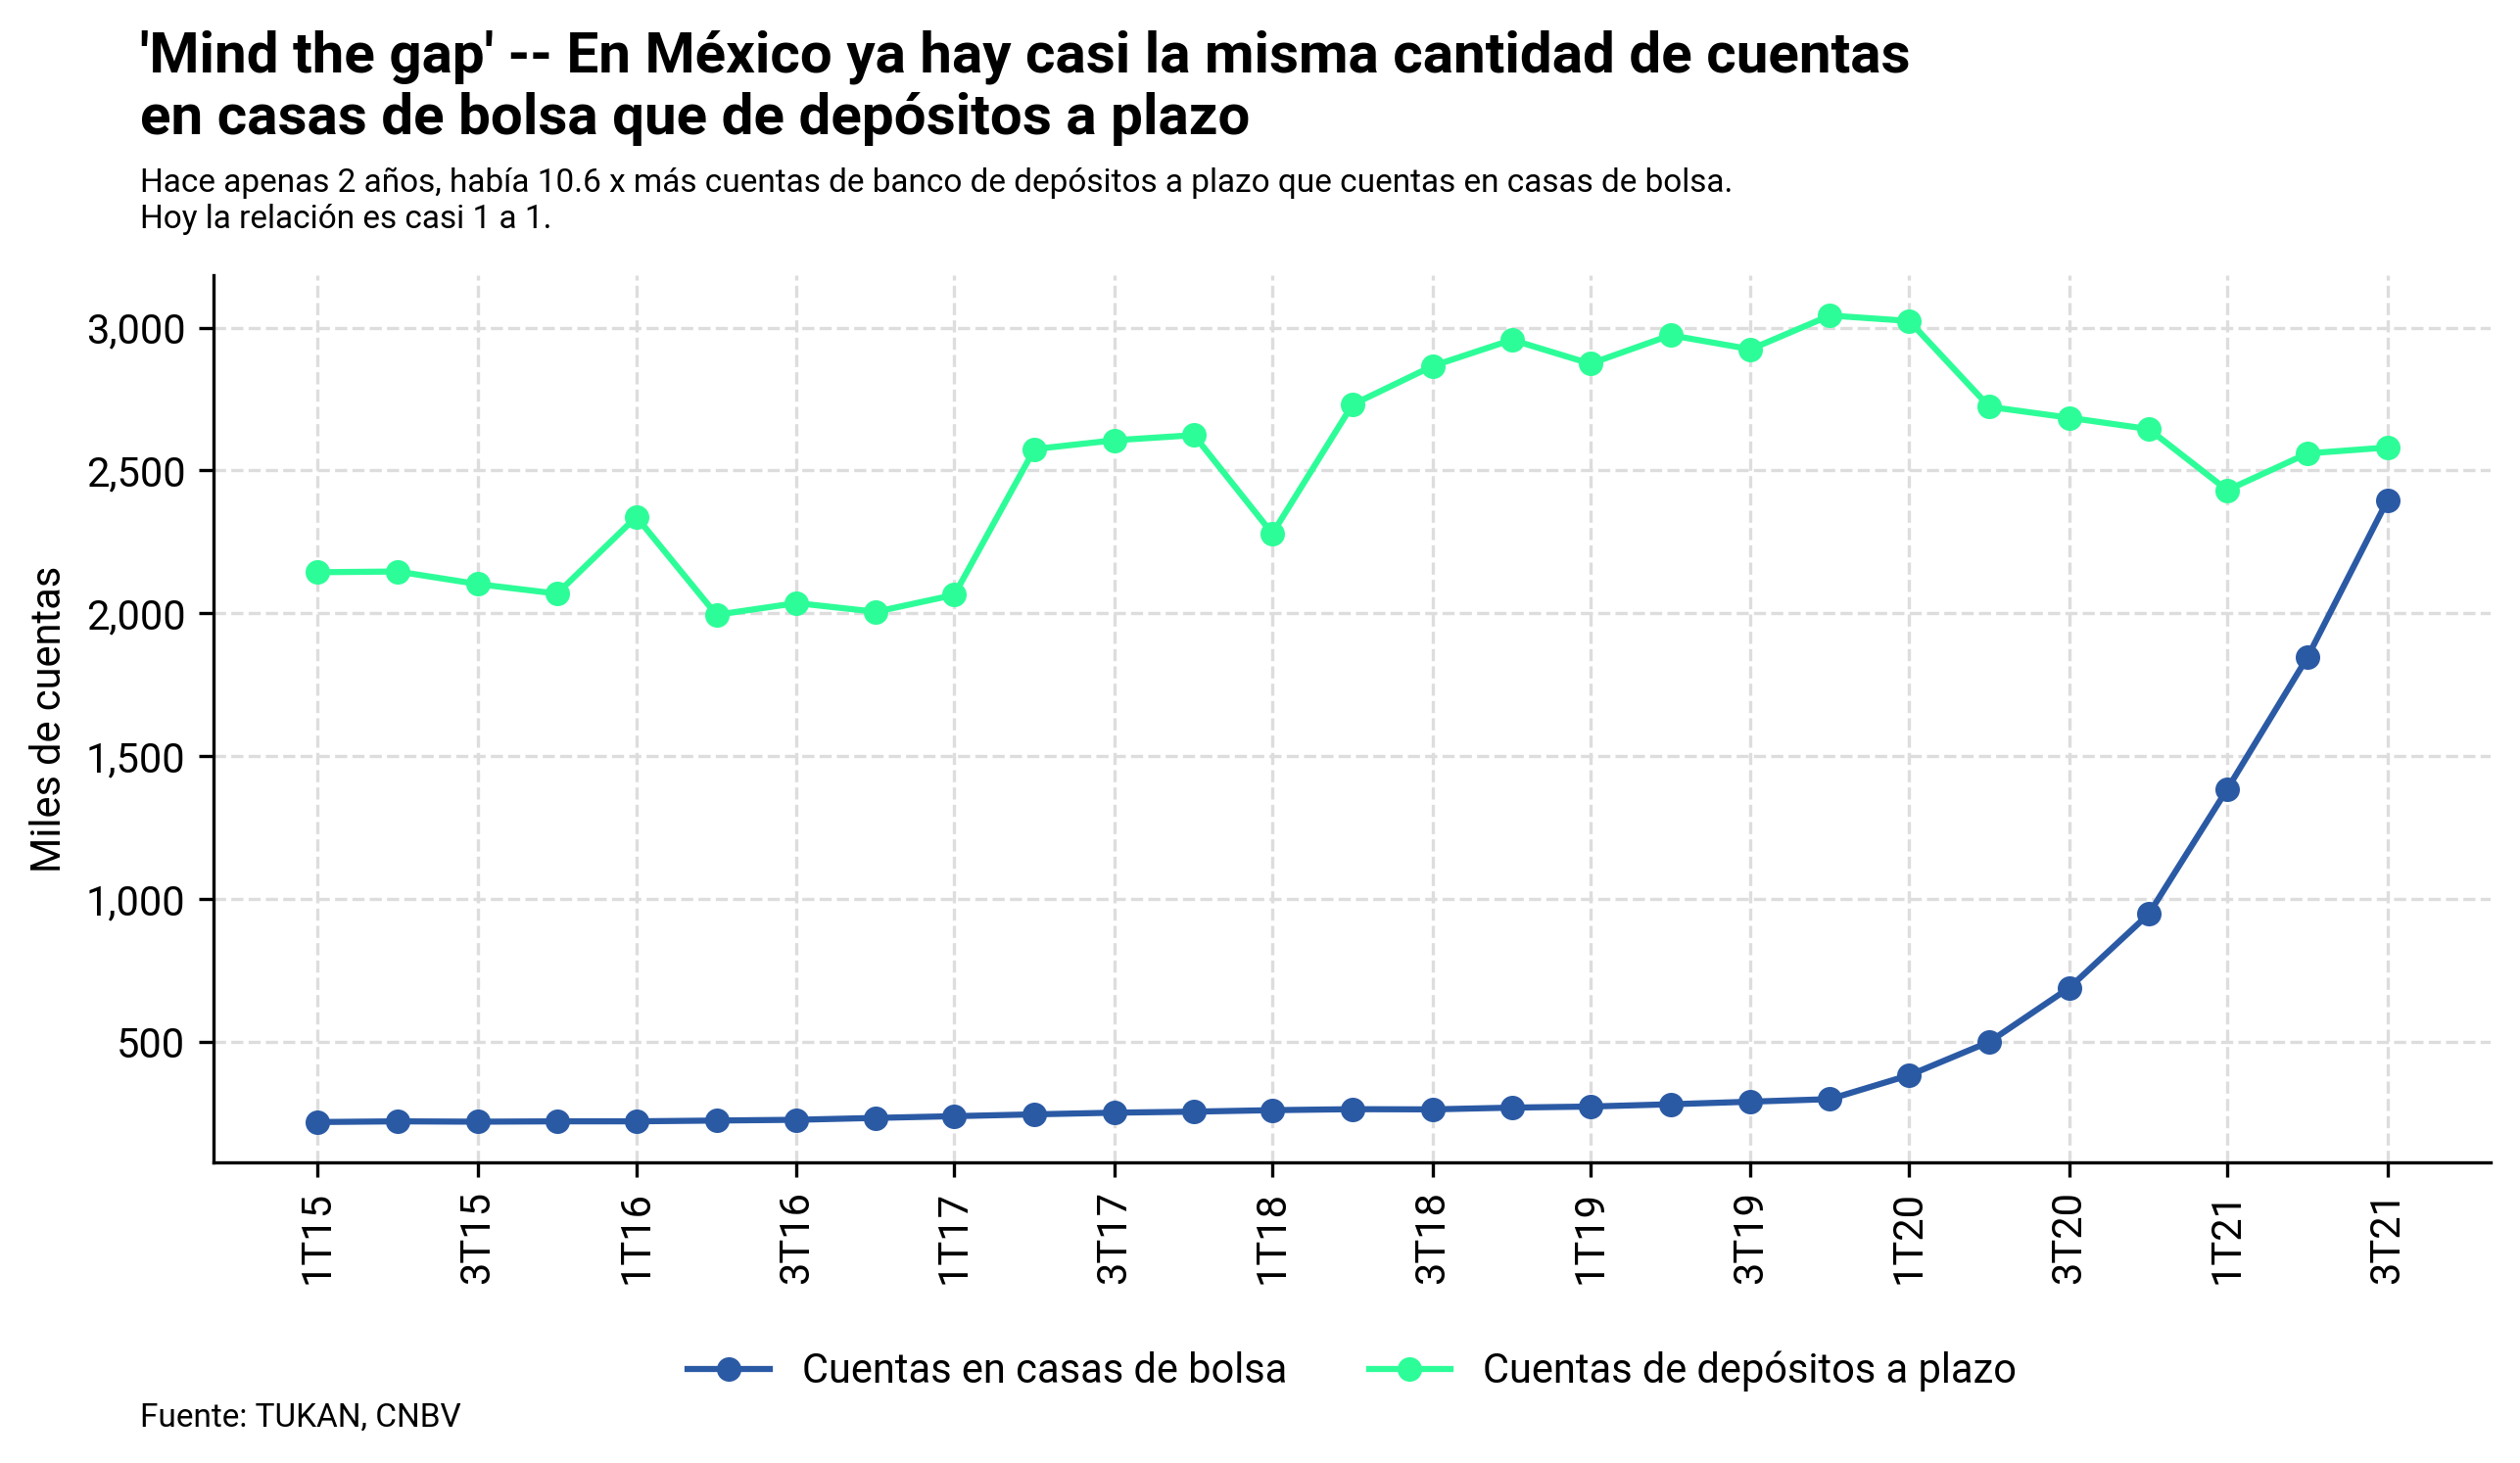 'Mind the gap' -- En México ya hay casi la misma cantidad de cuentas
en casas de bolsa que de depósitos a plazo
Hace apenas 2 años, había 10.6 x más cuentas de banco de depósitos a plazo que cuentas en casas de bolsa.
Hoy la relación es casi 1 a 1.
Miles de cuentas
3,000
2,500
2,000
1,500
1,000
500
1T15
3T15
1T16
3T16
1T17
3T17
1T18
3T18
1T19
3T19
1T20
3T20
1T21
3T21
Cuentas en casas de bolsa
Cuentas de depósitos a plazo
Fuente: TUKAN, CNBV